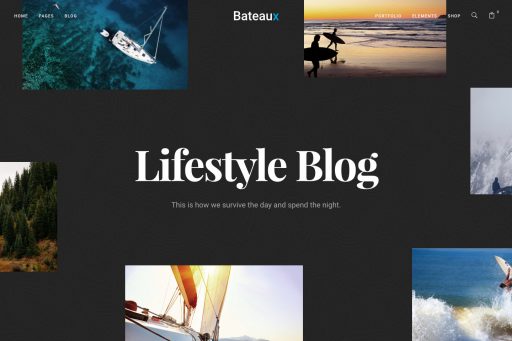 HOME PAGES BLOG Bateaux PORTFOLIO ELEMENTS SHOP 0
Lifestyle Blog
This is how we survive the day and spend the night.